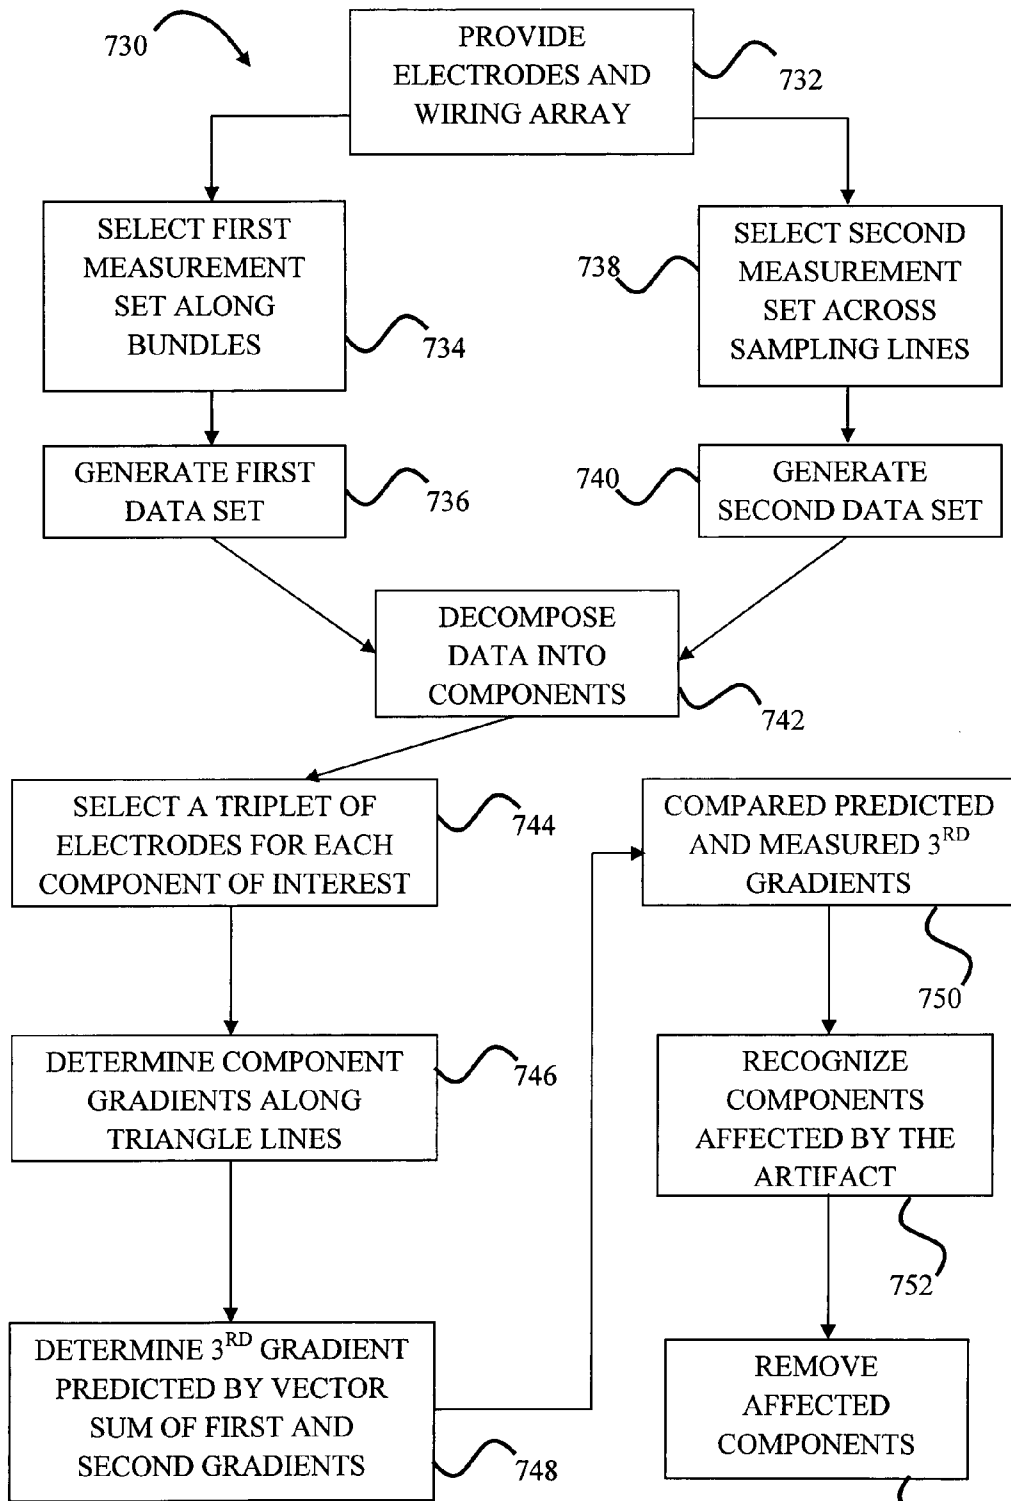 730
PROVIDE
ELECTRODES AND
WIRING ARRAY
732
SELECT FIRST
MEASUREMENT
SET ALONG
BUNDLES
734
738
SELECT SECOND
MEASUREMENT
SET ACROSS
SAMPLING LINES
GENERATE FIRST
DATA SET
736
740
GENERATE
SECOND DATA SET
DECOMPOSE
DATA INTO
COMPONENTS
742
SELECT A TRIPLET OF
ELECTRODES FOR EACH
COMPONENT OF INTEREST
744
DETERMINE COMPONENT
GRADIENTS ALONG
TRIANGLE LINES
746
DETERMINE 3RD GRADIENT
PREDICTED BY VECTOR
SUM OF FIRST AND
SECOND GRADIENTS
748
COMPARED PREDICTED
AND MEASURED 3RD
GRADIENTS
750
RECOGNIZE
COMPONENTS
AFFECTED BY THE
ARTIFACT
752
REMOVE
AFFECTED
COMPONENTS